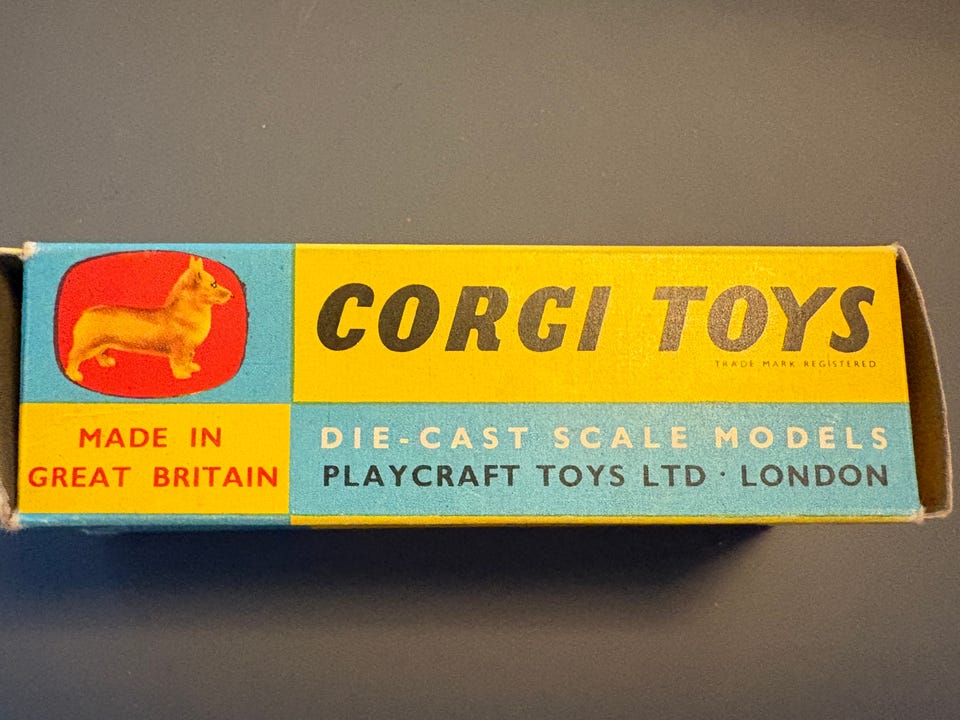 CORGI TOYS
TRADE MARK REGISTERED
MADE IN
GREAT BRITAIN
DIE-CAST SCALE MODELS
PLAYCRAFT TOYS LTD · LONDON